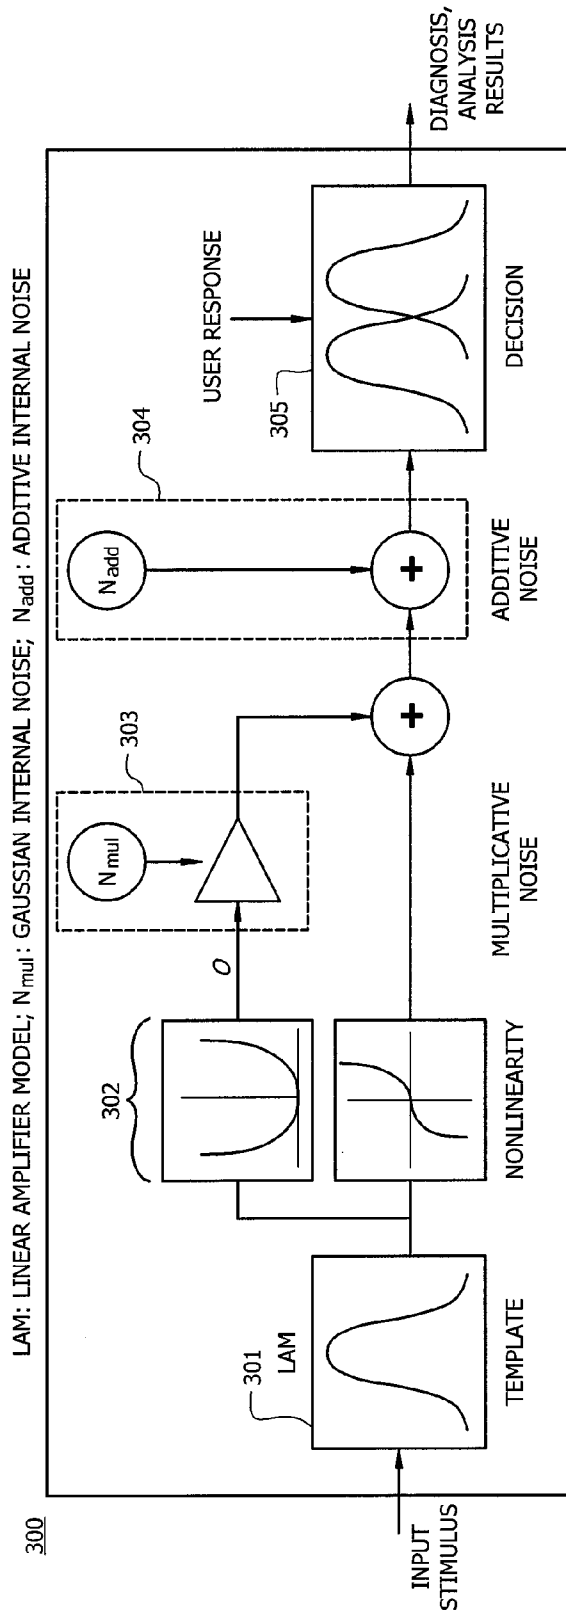 LAM: LINEAR AMPLIFIER MODEL; Nmul: GAUSSIAN INTERNAL NOISE; Nadd: ADDITIVE INTERNAL NOISE
300
INPUT
STIMULUS
301
LAM
TEMPLATE
302
NONLINEARITY
O
303
Nmul
MULTIPLICATIVE
NOISE
+
304
Nadd
+
ADDITIVE
NOISE
USER RESPONSE
305
DECISION
DIAGNOSIS,
ANALYSIS
RESULTS